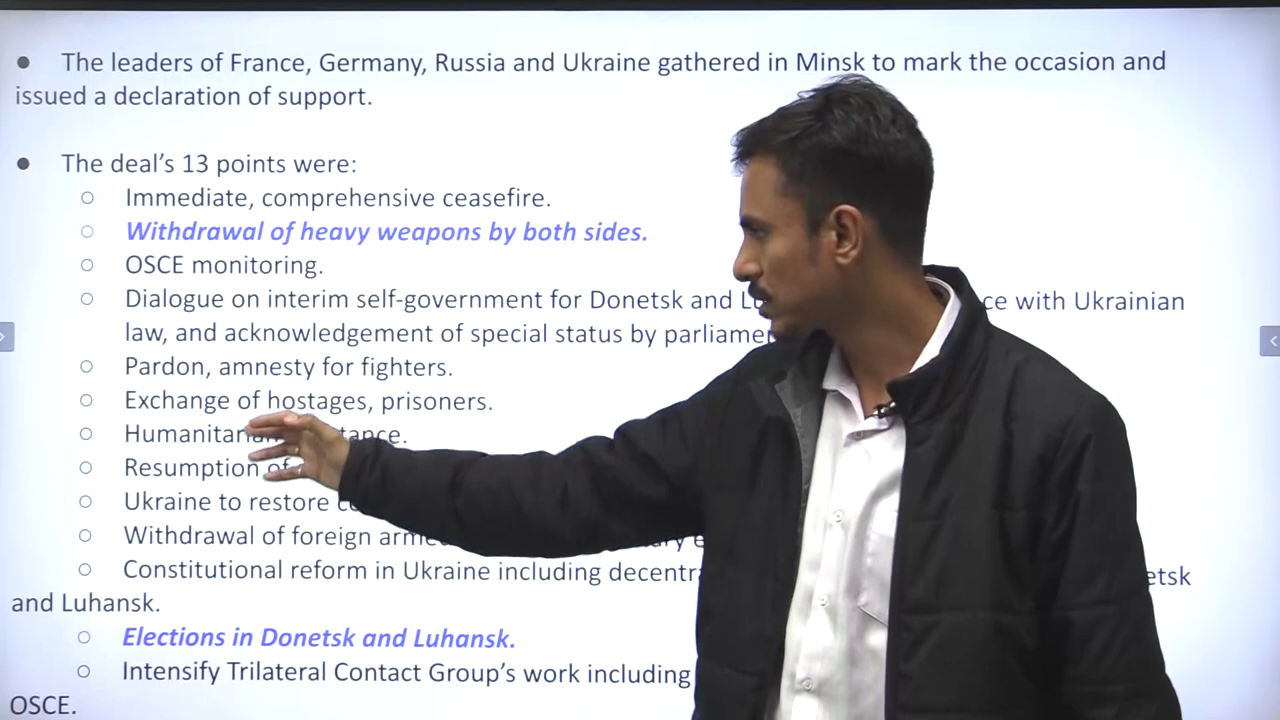 ● The leaders of France, Germany, Russia and Ukraine gathered in Minsk to mark the occasion and
issued a declaration of support.
● The deal's 13 points were:
○ Immediate, comprehensive ceasefire.
○ Withdrawal of heavy weapons by both sides.
○ OSCE monitoring.
○ Dialogue on interim self-government for Donetsk and with Ukrainian
law, and acknowledgement of special status by
○ Pardon, amnesty for fighters.
○ Exchange of hostages, prisoners.
○
○ Resumption of
○ Ukraine to restore
○ Withdrawal of foreign
○ Constitutional reform in Ukraine including
and Luhansk.
○ Elections in Donetsk and Luhansk.
○ Intensify Trilateral Contact Group's work including
OSCE.